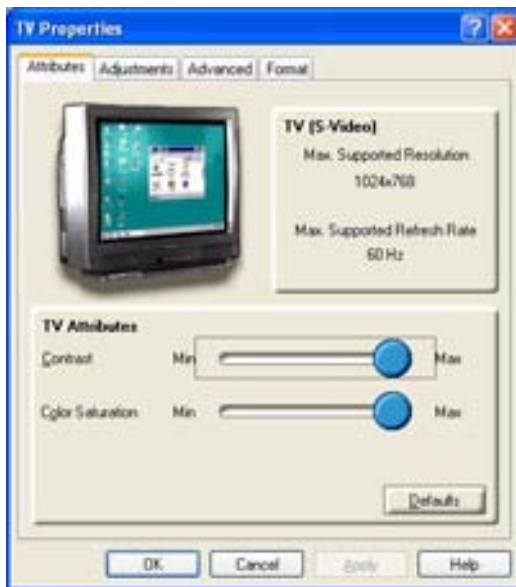 TV Properties
Attributes Adjustments Advanced Format
TV (S-Video)
Max. Supported Resolution
1024x768
Max. Supported Refresh Rate
60 Hz
TV Attributes
Contrast Min Max
Color Saturation Min Max
Defaults
OK Cancel Apply Help